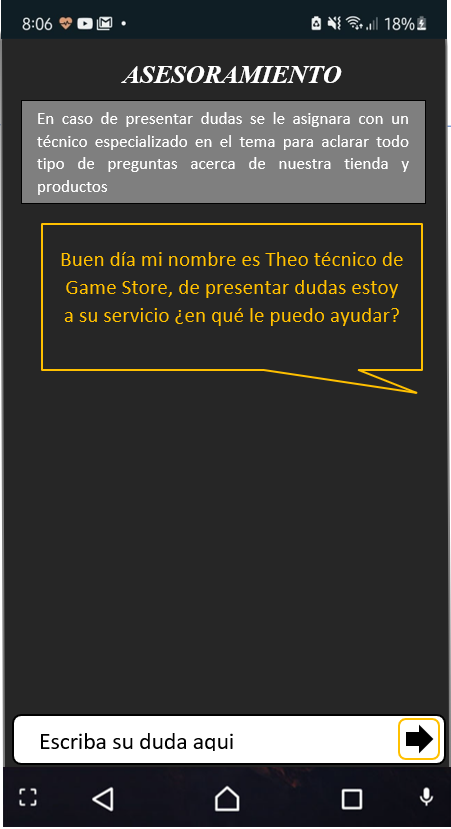 8:06
18%
ASESORAMIENTO
En caso de presentar dudas se le asignara con un
técnico especializado en el tema para aclarar todo
tipo de preguntas acerca de nuestra tienda y
productos
Buen día mi nombre es Theo técnico de
Game Store, de presentar dudas estoy
a su servicio ¿en qué le puedo ayudar?
Escriba su duda aqui